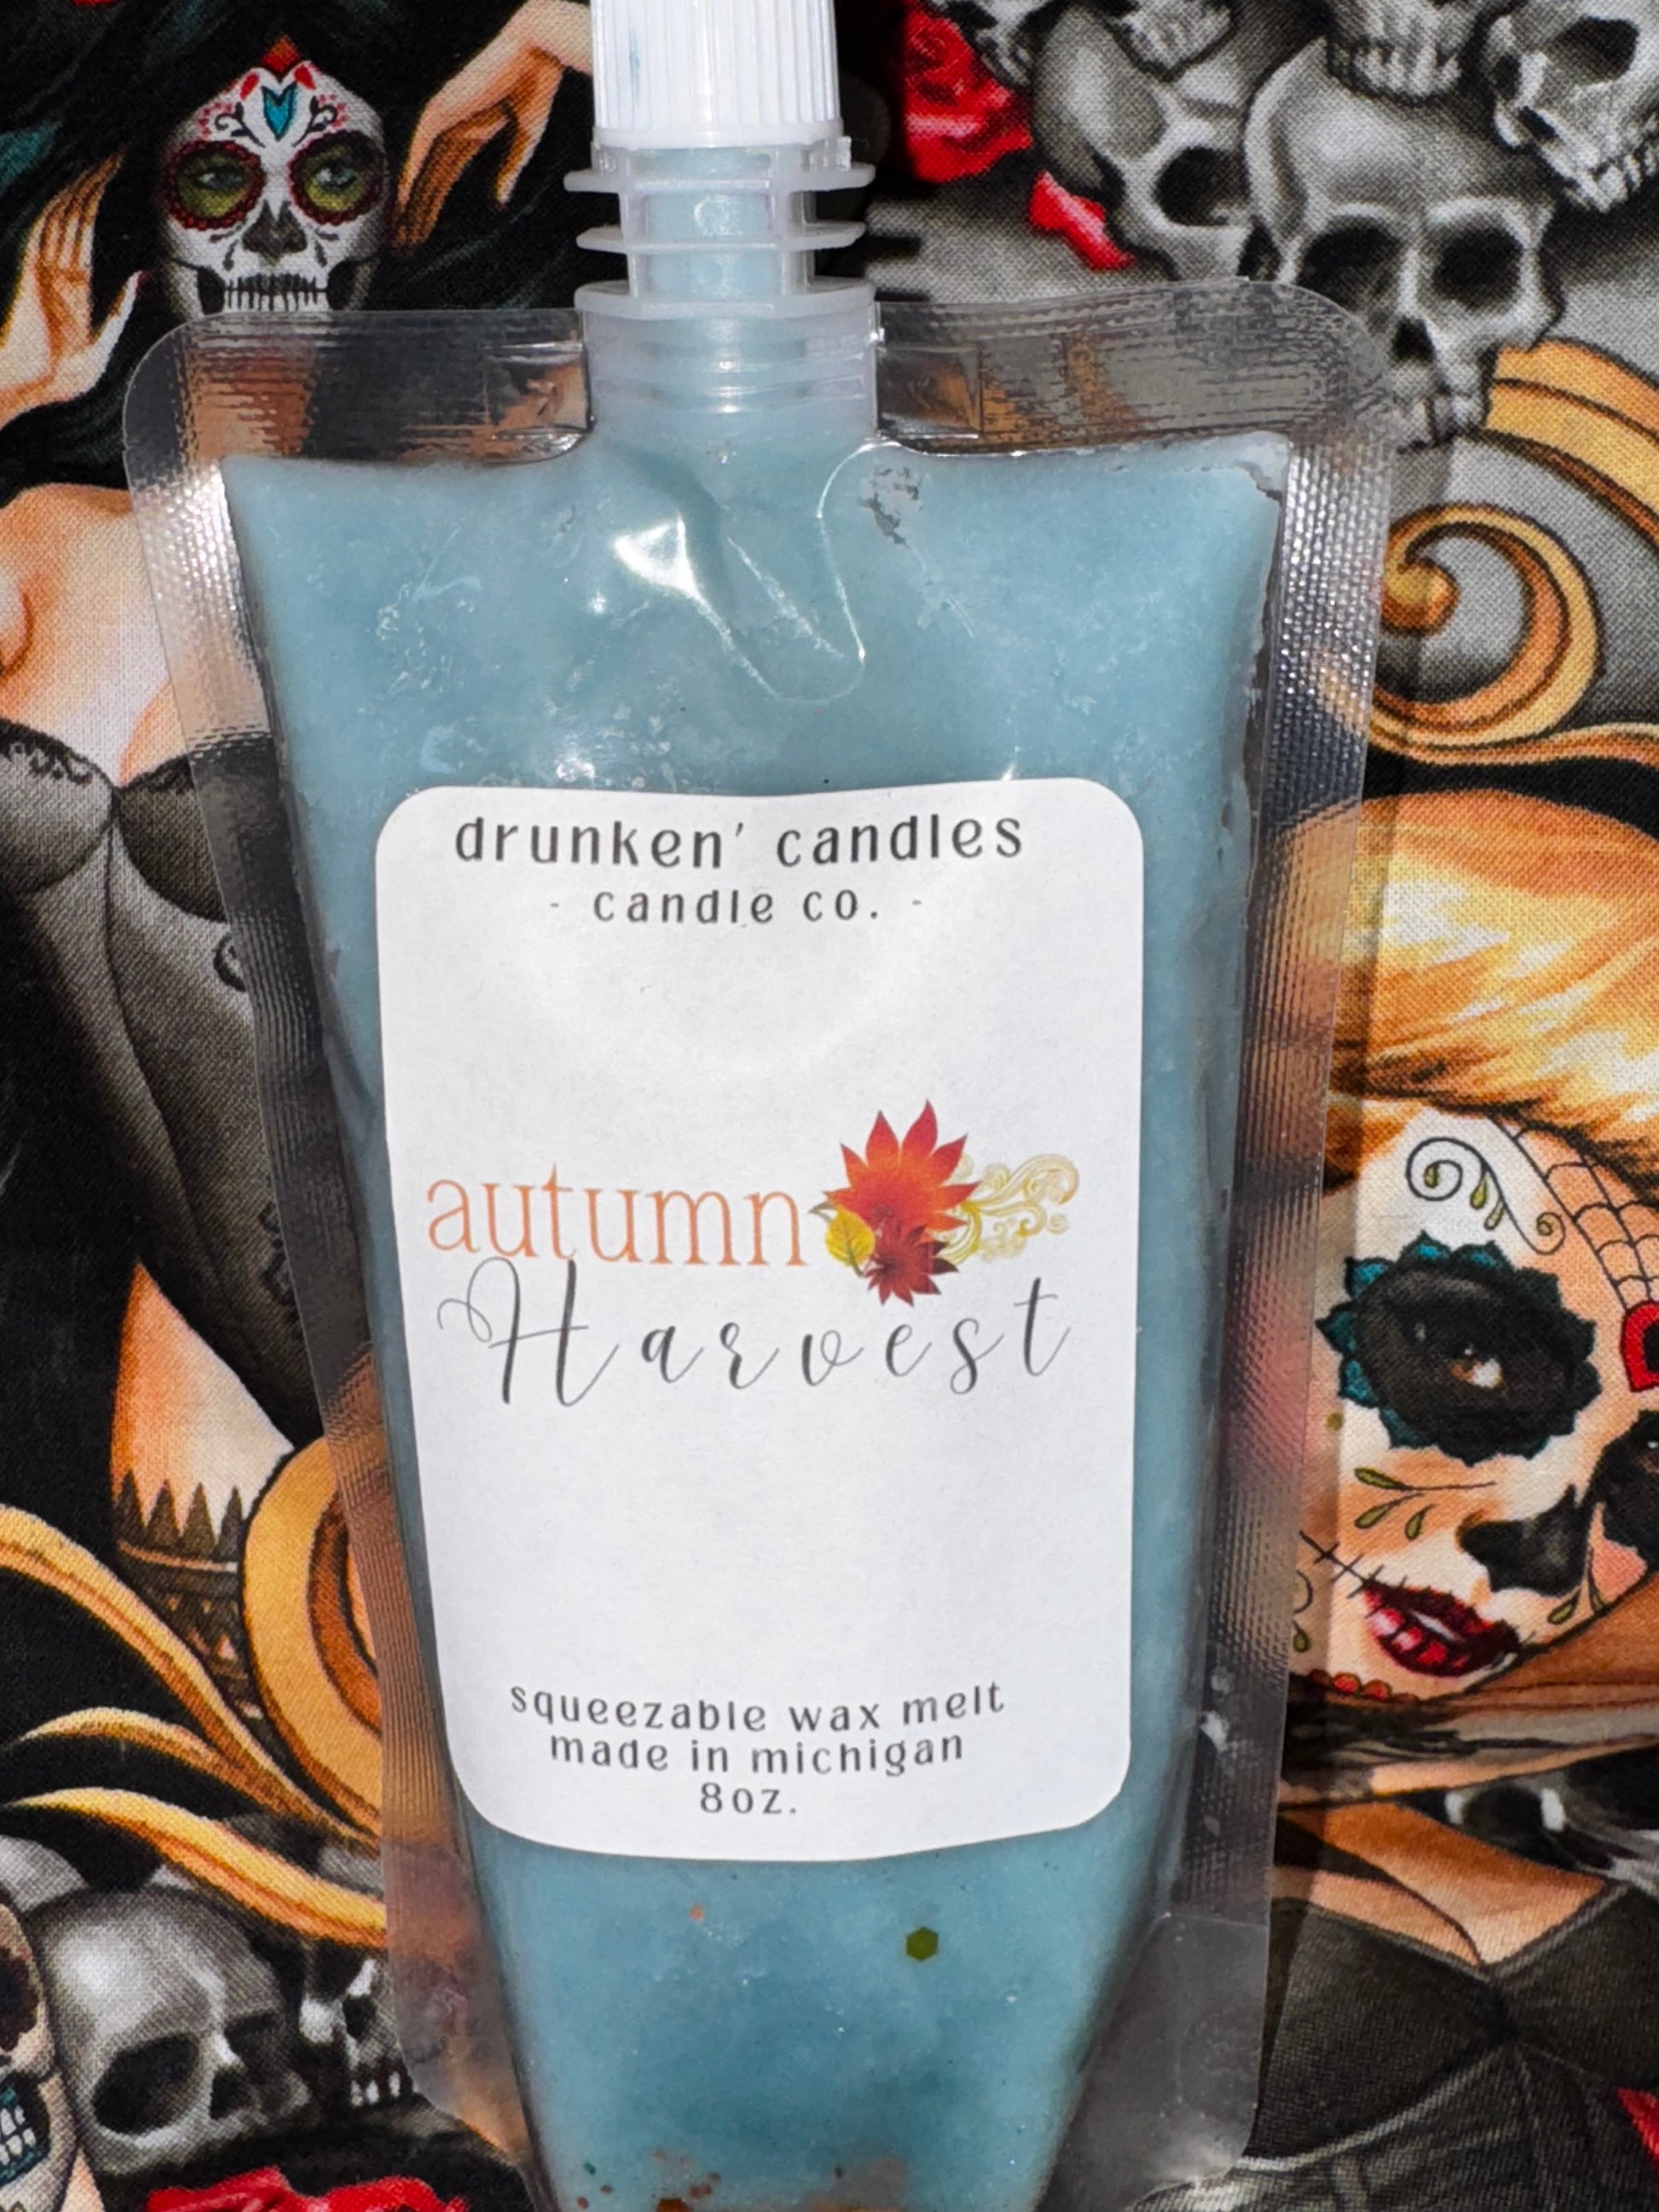 drunken' candles
- candle co. -
autumn
Harvest
squeezable wax melt
made in michigan
8oz.